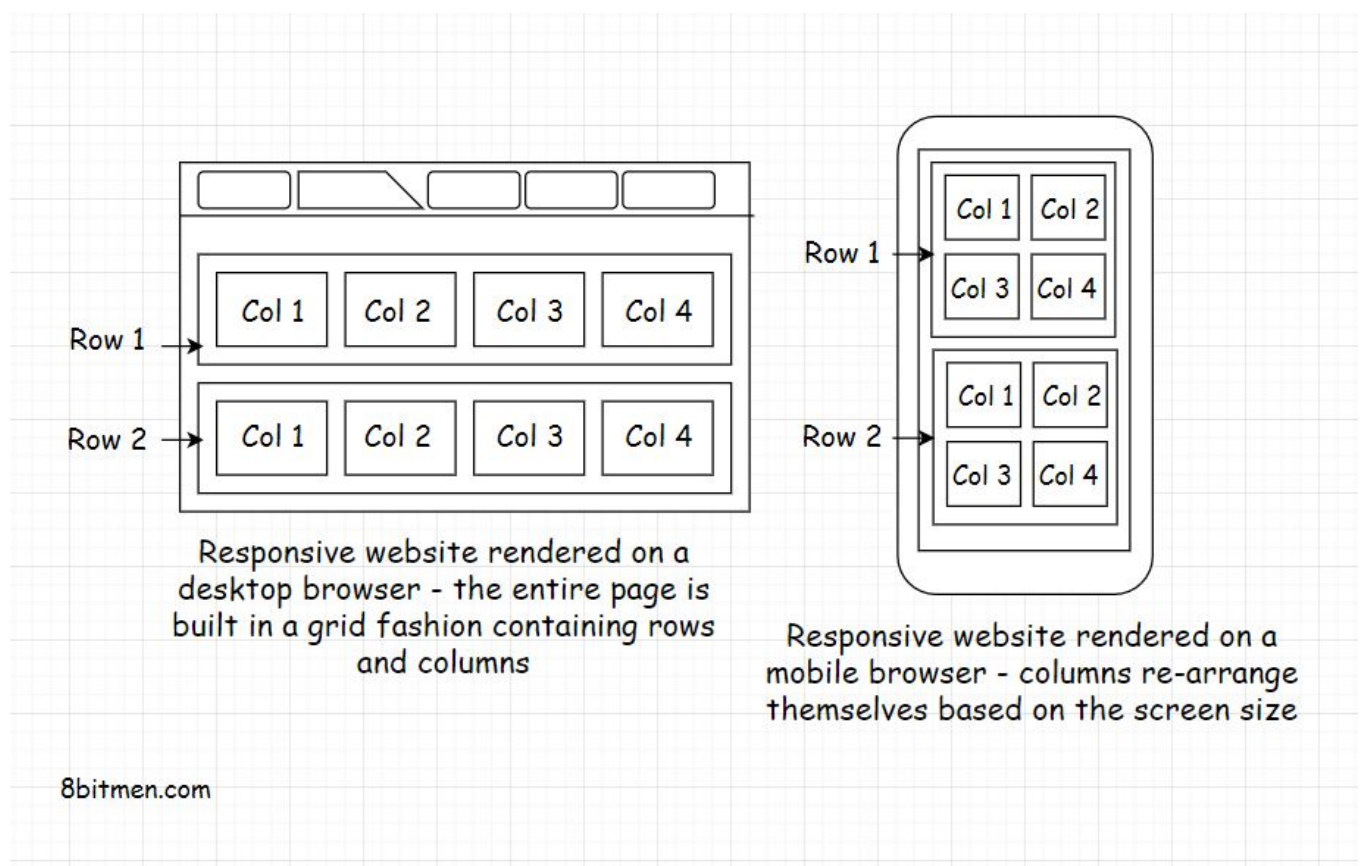 Row 1
Col 1 Col 2 Col 3 Col 4
Row 2
Col 1 Col 2 Col 3 Col 4
Responsive website rendered on a
desktop browser - the entire page is
built in a grid fashion containing rows
and columns
Row 1
Col 1 Col 2
Col 3 Col 4
Row 2
Col 1 Col 2
Col 3 Col 4
Responsive website rendered on a
mobile browser - columns re-arrange
themselves based on the screen size
8bitmen.com